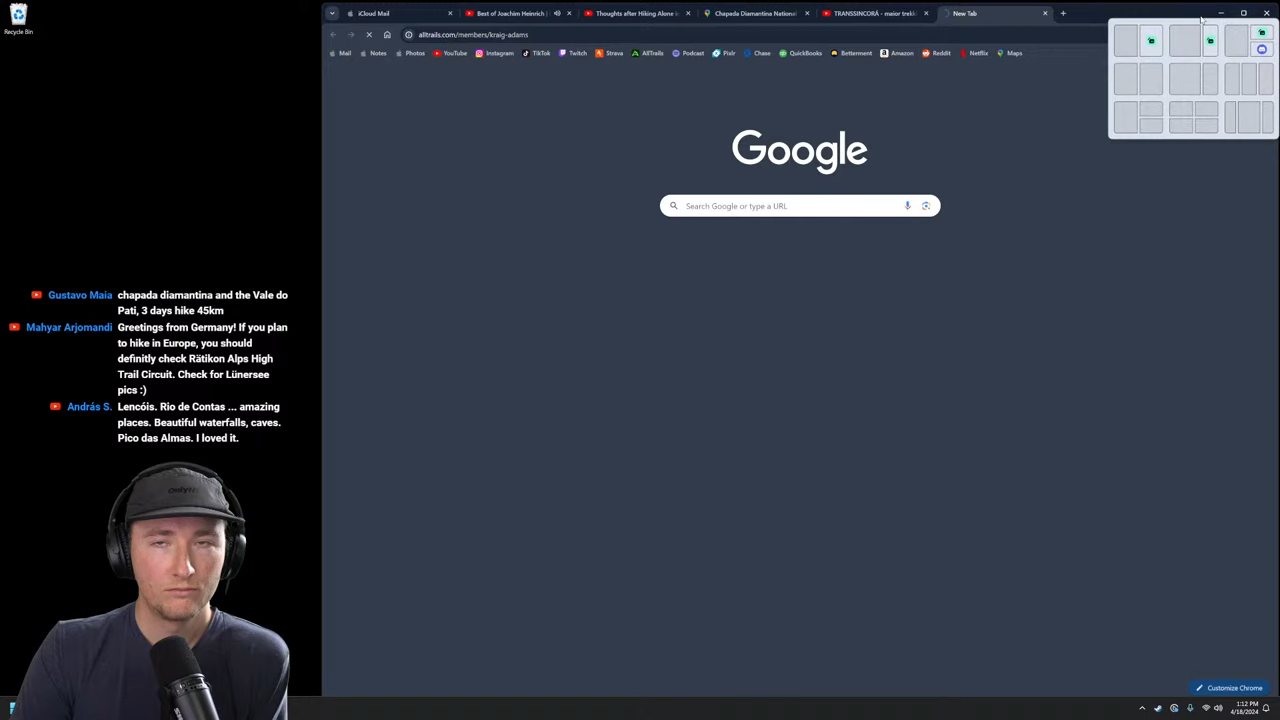 Recycle Bin
iCloud Mail
Best of Joachim Heinrich |
Thoughts after Hiking Alone i
Chapada Diamantina National
TRANSSINCORÁ - maior trekk
New Tab
alltrails.com/members/kraig-adams
Mail
Notes
Photos
YouTube
Instagram
TikTok
Twitch
Strava
AllTrails
Podcast
Pixlr
Chase
QuickBooks
Betterment
Amazon
Reddit
Netflix
Maps
Google
Search Google or type a URL
Gustavo Maia chapada diamantina and the Vale do
Pati, 3 days hike 45km
Mahyar Arjomandi Greetings from Germany! If you plan
to hike in Europe, you should
definitly check Rätikon Alps High
Trail Circuit. Check for Lünersee
pics :)
András S. Lencóis. Rio de Contas ... amazing
places. Beautiful waterfalls, caves.
Pico das Almas. I loved it.
Customize Chrome
1:12 PM
4/18/2024